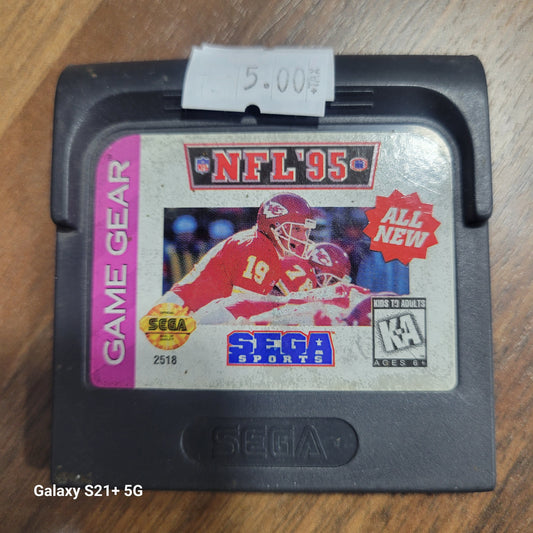 5.00 +TAX
NFL '95
GAME GEAR
ALL NEW
19
SEGA
2518
SEGA SPORTS
KIDS TO ADULTS
K-A
AGES 6+
SEGA
Galaxy S21+ 5G